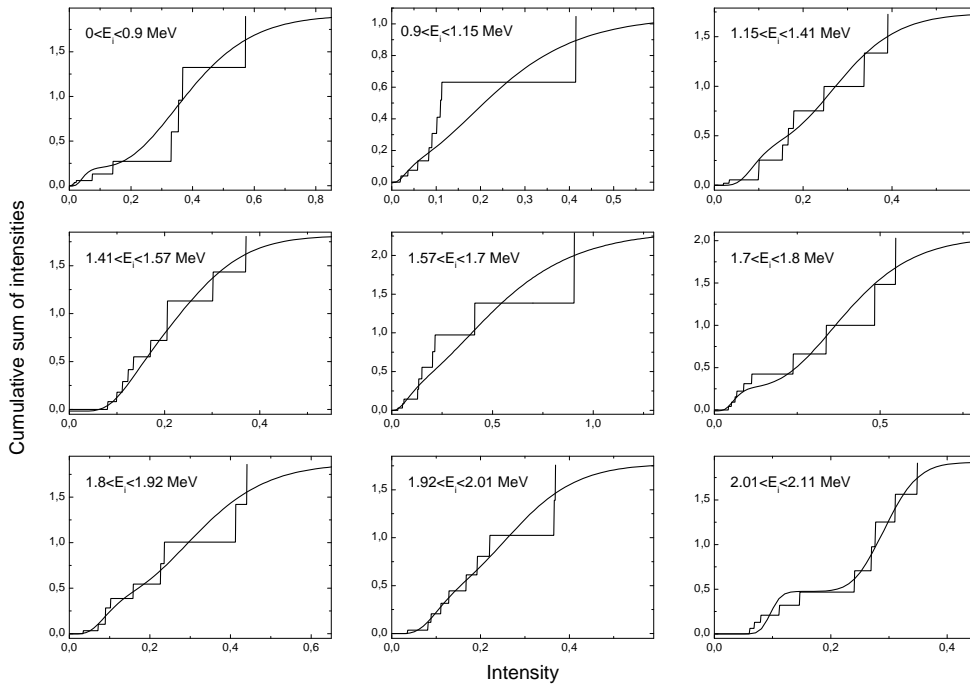 0<E_i<0.9 MeV
1,5
1,0
0,5
0,0
0,0 0,2 0,4 0,6 0,8
0.9<E_i<1.15 MeV
1,0
0,8
0,6
0,4
0,2
0,0
0,0 0,1 0,2 0,3 0,4 0,5
1.15<E_i<1.41 MeV
1,5
1,0
0,5
0,0
0,0 0,1 0,2 0,3 0,4 0,5
Cumulative sum of intensities
1.41<E_i<1.57 MeV
1,5
1,0
0,5
0,0
0,0 0,2 0,4
1.57<E_i<1.7 MeV
2,0
1,5
1,0
0,5
0,0
0,0 0,5 1,0
1.7<E_i<1.8 MeV
2,0
1,5
1,0
0,5
0,0
0,0 0,5
1.8<E_i<1.92 MeV
1,5
1,0
0,5
0,0
0,0 0,2 0,4 0,6
1.92<E_i<2.01 MeV
1,5
1,0
0,5
0,0
0,0 0,2 0,4
2.01<E_i<2.11 MeV
1,5
1,0
0,5
0,0
0,0 0,1 0,2 0,3 0,4
Intensity